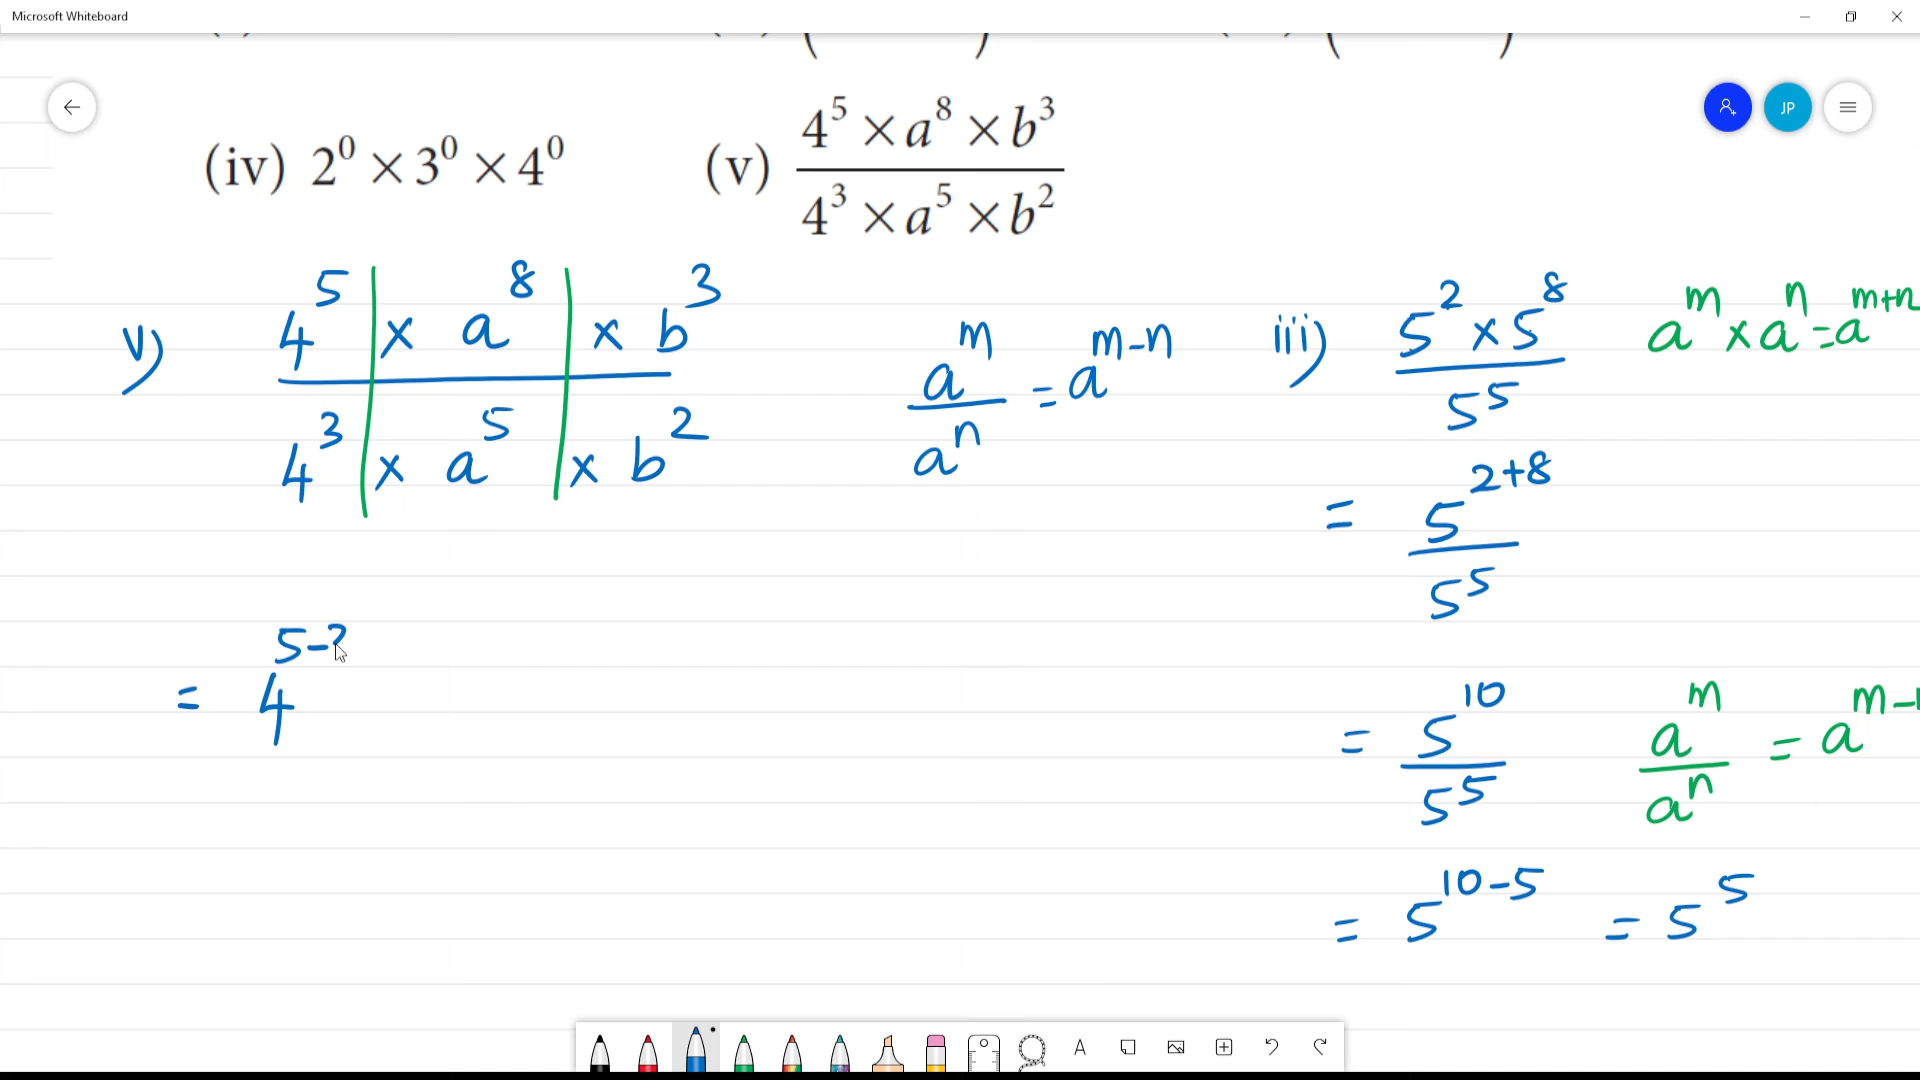 Microsoft Whiteboard
JP
(iv) 2⁰ × 3⁰ × 4⁰
(v) 4⁵ × a⁸ × b³
4³ × a⁵ × b²
v) 4⁵ × a⁸ × b³
4³ × a⁵ × b²
aᵐ
aⁿ
= aᵐ⁻ⁿ
= 4⁵⁻
iii) 5² × 5⁸
5⁵
aᵐ × aⁿ = aᵐ⁺ⁿ
= 5²⁺⁸
5⁵
= 5¹⁰
5⁵
aᵐ
aⁿ
= aᵐ⁻
= 5¹⁰⁻⁵ = 5⁵
A